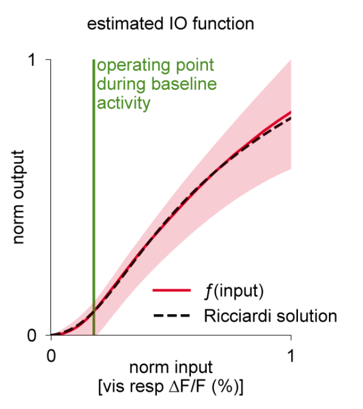 estimated IO function
1
operating point
during baseline
activity
norm output
ƒ(input)
Ricciardi solution
0
0
1
norm input
[vis resp ΔF/F (%)]